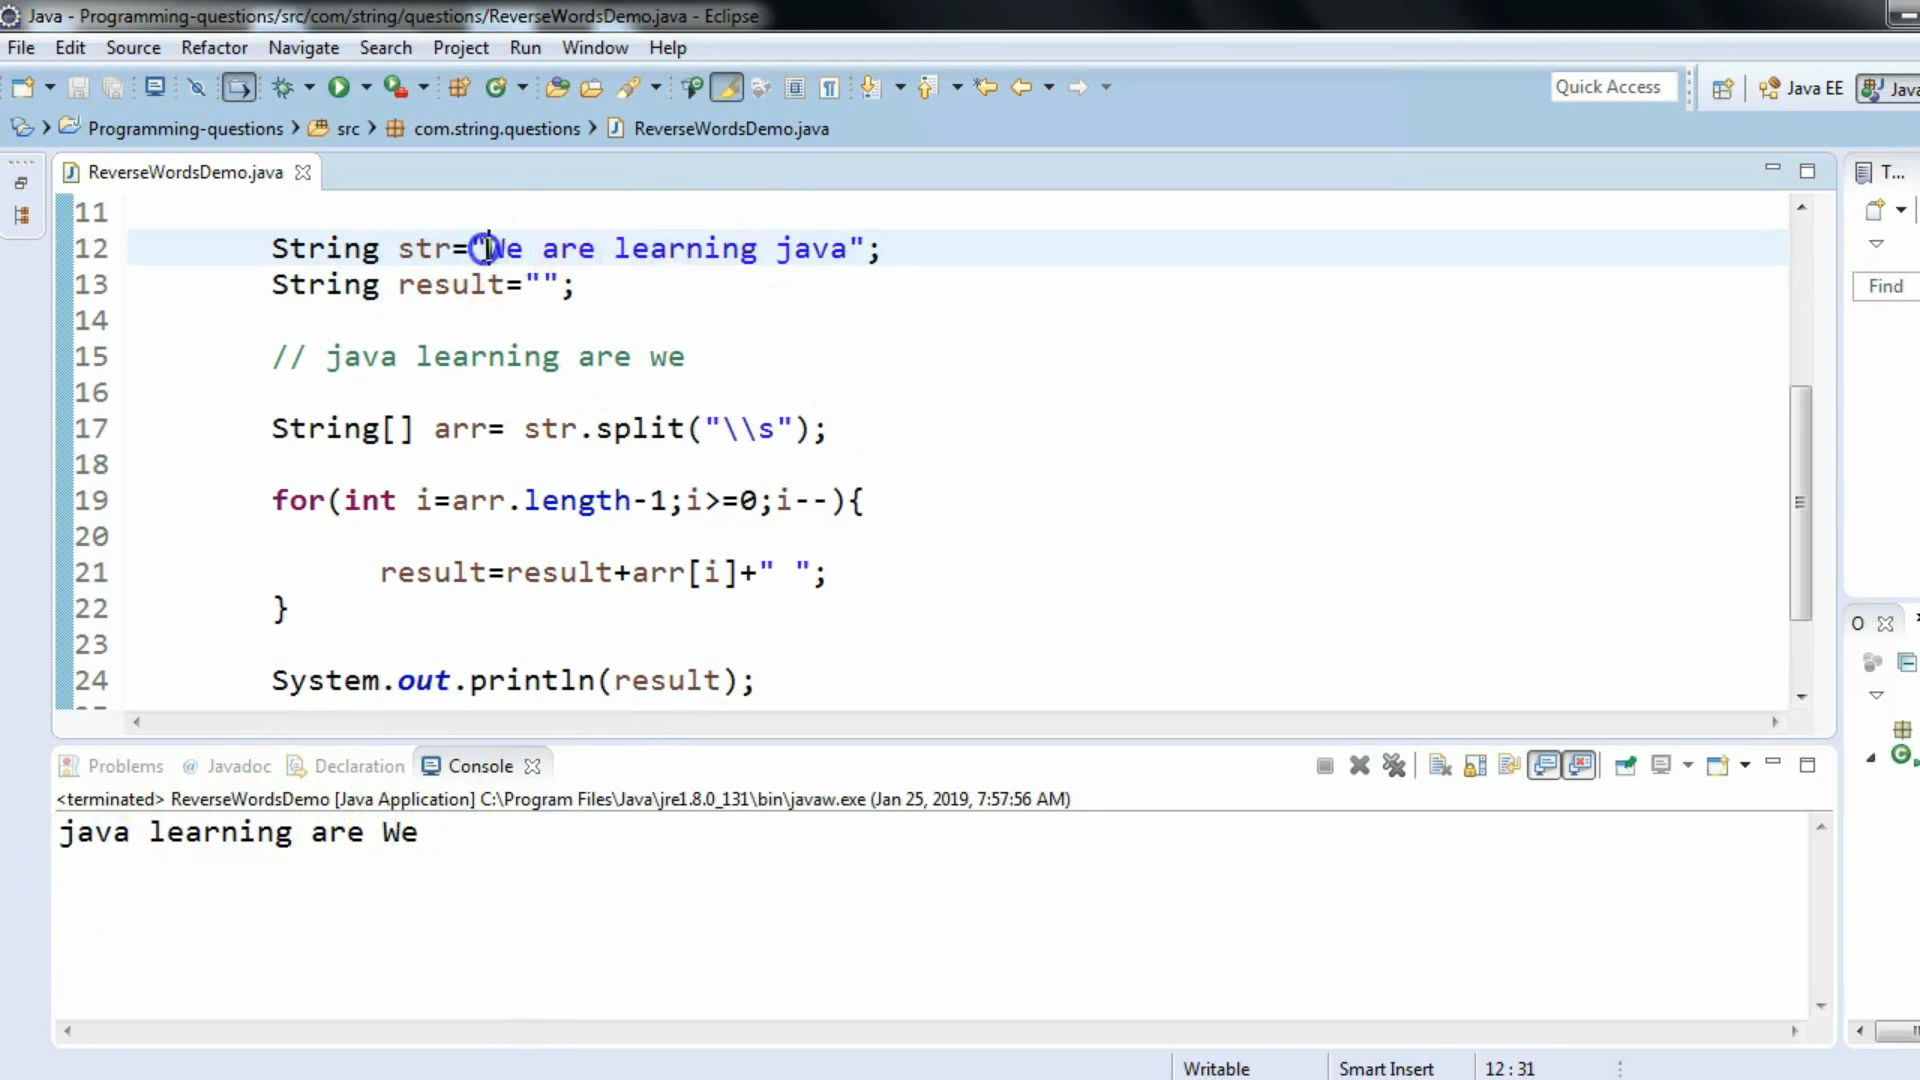 Java - Programming-questions/src/com/string/questions/ReverseWordsDemo.java - Eclipse
File Edit Source Refactor Navigate Search Project Run Window Help
Quick Access Java EE Java
Programming-questions src com.string.questions ReverseWordsDemo.java
ReverseWordsDemo.java
T...
11
12 String str="We are learning java";
13 String result="";
Find
14
15 // java learning are we
16
17 String[] arr= str.split("\\s");
18
19 for(int i=arr.length-1;i>=0;i--){
20
21 result=result+arr[i]+" ";
22 }
23
24 System.out.println(result);
O
Problems @ Javadoc Declaration Console
<terminated> ReverseWordsDemo [Java Application] C:\Program Files\Java\jre1.8.0_131\bin\javaw.exe (Jan 25, 2019, 7:57:56 AM)
java learning are We
Writable Smart Insert 12 : 31